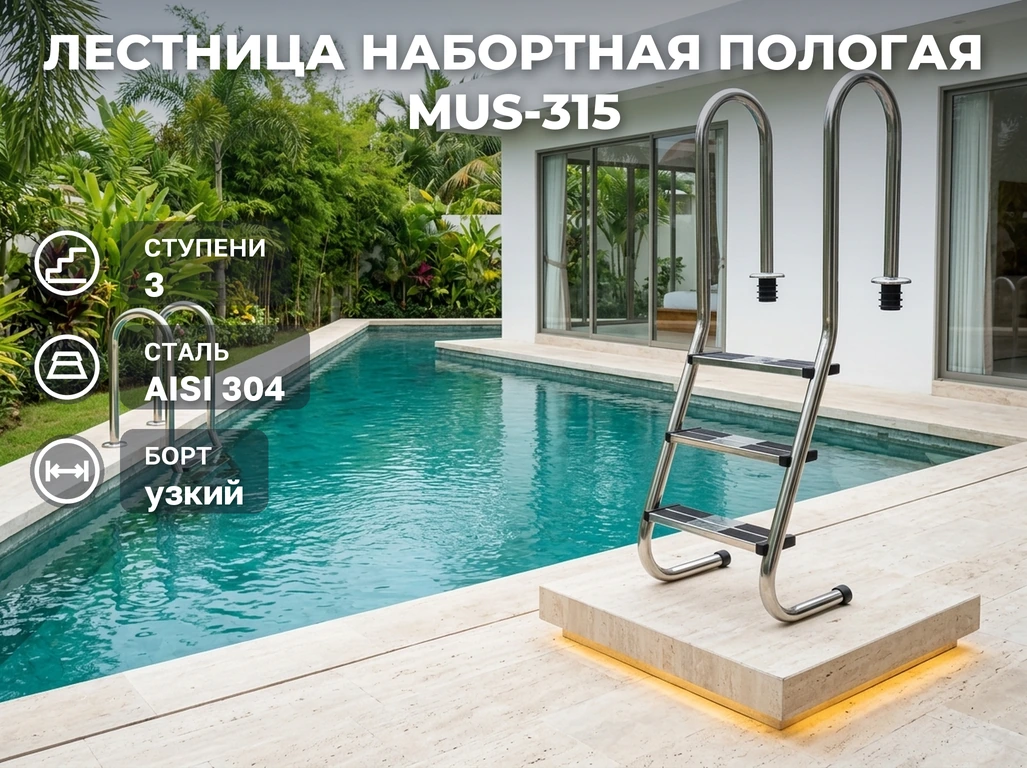 ЛЕСТНИЦА НАБОРТНАЯ ПОЛОГАЯ
MUS-315
СТУПЕНИ
3
СТАЛЬ
AISI 304
БОРТ
узкий